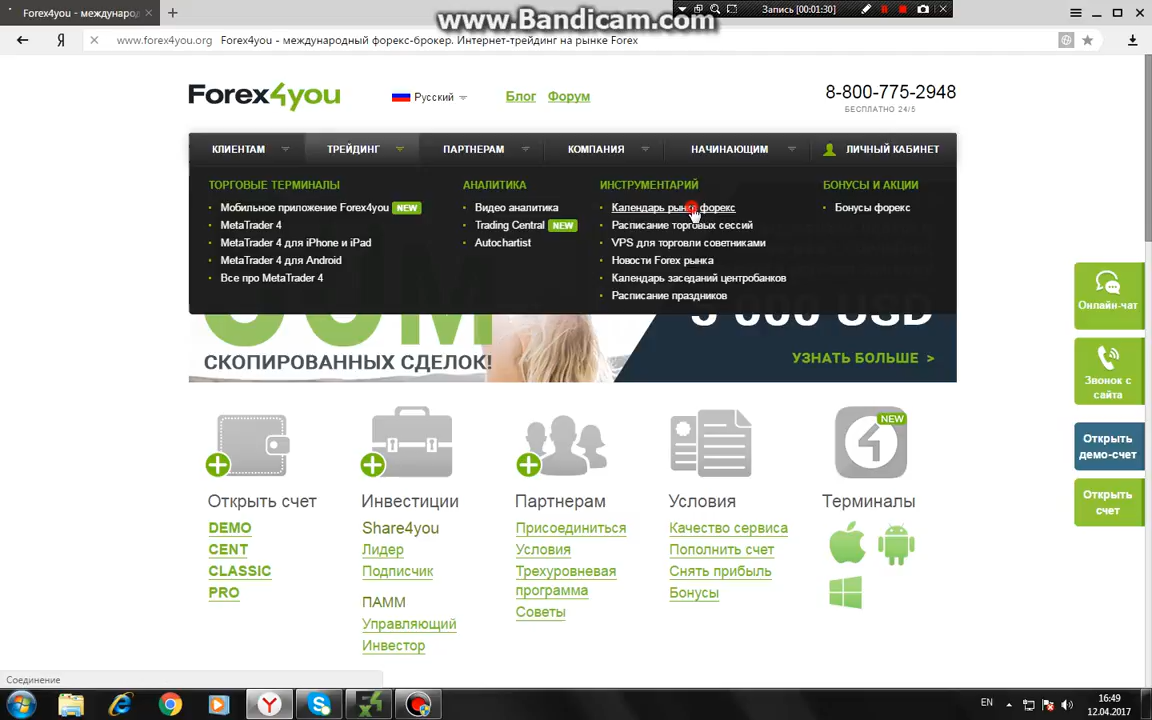 www.Bandicam.com
Forex4you - международ
Запись [00:01:30]
Я
www.forex4you.org Forex4you - международный форекс-брокер. Интернет-трейдинг на рынке Forex
Forex4you
Русский
Блог
Форум
8-800-775-2948
БЕСПЛАТНО 24/5
КЛИЕНТАМ
ТРЕЙДИНГ
ПАРТНЕРАМ
КОМПАНИЯ
НАЧИНАЮЩИМ
ЛИЧНЫЙ КАБИНЕТ
ТОРГОВЫЕ ТЕРМИНАЛЫ
Мобильное приложение Forex4you NEW
MetaTrader 4
MetaTrader 4 для iPhone и iPad
MetaTrader 4 для Android
Все про MetaTrader 4
АНАЛИТИКА
Видео аналитика
Trading Central NEW
Autochartist
ИНСТРУМЕНТАРИЙ
Календарь рынка форекс
Расписание торговых сессий
VPS для торговли советниками
Новости Forex рынка
Календарь заседаний центробанков
Расписание праздников
БОНУСЫ И АКЦИИ
Бонусы форекс
СКОПИРОВАННЫХ СДЕЛОК!
000 USD
УЗНАТЬ БОЛЬШЕ >
Онлайн-чат
Звонок с
сайта
Открыть
демо-счет
Открыть
счет
Открыть счет
DEMO
CENT
CLASSIC
PRO
Инвестиции
Share4you
Лидер
Подписчик
ПАММ
Управляющий
Инвестор
Партнерам
Присоединиться
Условия
Трехуровневая
программа
Советы
Условия
Качество сервиса
Пополнить счет
Снять прибыль
Бонусы
NEW
4
Терминалы
Соединение
EN
16:49
12.04.2017